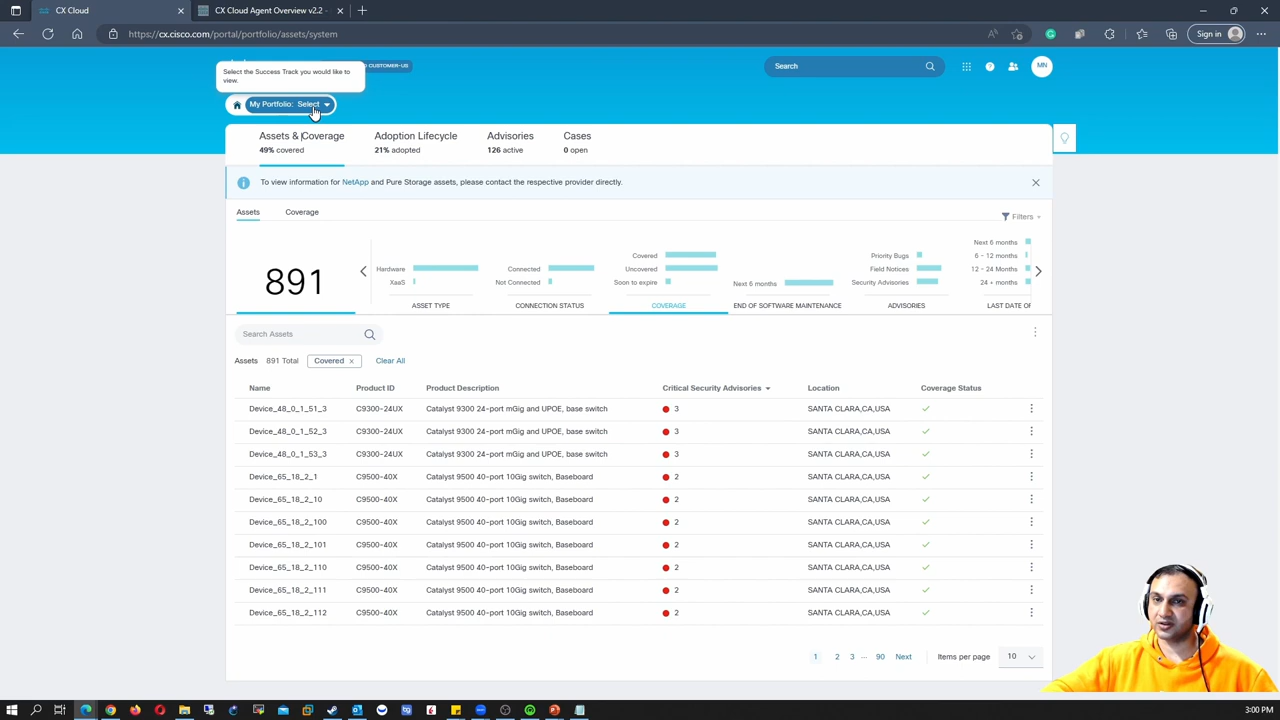 CX Cloud
CX Cloud Agent Overview v2.2 -
https://cx.cisco.com/portal/portfolio/assets/system
Sign in
Select the Success Track you would like to
view.
CUSTOMER-US
Search
MN
My Portfolio: Select
Assets & Coverage
49% covered
Adoption Lifecycle
21% adopted
Advisories
126 active
Cases
0 open
To view information for NetApp and Pure Storage assets, please contact the respective provider directly.
Assets
Coverage
Filters
891
Hardware
XaaS
ASSET TYPE
Connected
Not Connected
CONNECTION STATUS
Covered
Uncovered
Soon to expire
COVERAGE
Next 6 months
END OF SOFTWARE MAINTENANCE
Priority Bugs
Field Notices
Security Advisories
ADVISORIES
Next 6 months
6 - 12 months
12 - 24 Months
24 + months
LAST DATE OF
Search Assets
Assets 891 Total Covered Clear All
Name Product ID Product Description Critical Security Advisories Location Coverage Status
Device_48_0_1_51_3 C9300-24UX Catalyst 9300 24-port mGig and UPOE, base switch 3 SANTA CLARA,CA,USA
Device_48_0_1_52_3 C9300-24UX Catalyst 9300 24-port mGig and UPOE, base switch 3 SANTA CLARA,CA,USA
Device_48_0_1_53_3 C9300-24UX Catalyst 9300 24-port mGig and UPOE, base switch 3 SANTA CLARA,CA,USA
Device_65_18_2_1 C9500-40X Catalyst 9500 40-port 10Gig switch, Baseboard 2 SANTA CLARA,CA,USA
Device_65_18_2_10 C9500-40X Catalyst 9500 40-port 10Gig switch, Baseboard 2 SANTA CLARA,CA,USA
Device_65_18_2_100 C9500-40X Catalyst 9500 40-port 10Gig switch, Baseboard 2 SANTA CLARA,CA,USA
Device_65_18_2_101 C9500-40X Catalyst 9500 40-port 10Gig switch, Baseboard 2 SANTA CLARA,CA,USA
Device_65_18_2_110 C9500-40X Catalyst 9500 40-port 10Gig switch, Baseboard 2 SANTA CLARA,CA,USA
Device_65_18_2_111 C9500-40X Catalyst 9500 40-port 10Gig switch, Baseboard 2 SANTA CLARA,CA,USA
Device_65_18_2_112 C9500-40X Catalyst 9500 40-port 10Gig switch, Baseboard 2 SANTA CLARA,CA,USA
1 2 3 ... 90 Next Items per page 10
3:00 PM